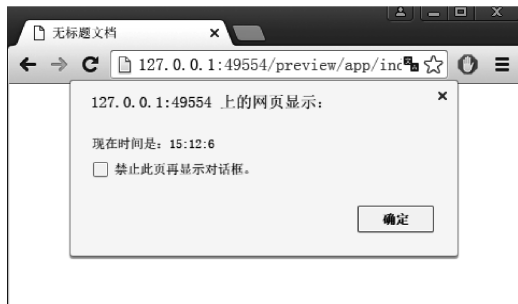 无标题文档
127.0.0.1:49554/preview/app/inc
127.0.0.1:49554 上的网页显示：
现在时间是：15:12:6
禁止此页再显示对话框。
确定